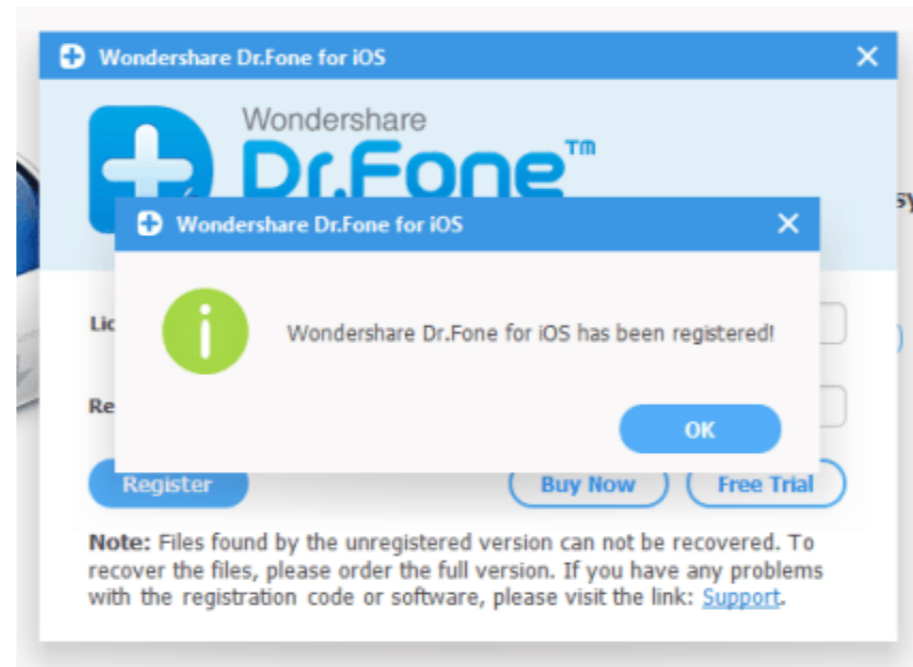 Wondershare Dr.Fone for iOS
Wondershare
Dr.Fone™
Wondershare Dr.Fone for iOS
Wondershare Dr.Fone for iOS has been registered!
OK
Register
Buy Now
Free Trial
Note: Files found by the unregistered version can not be recovered. To
recover the files, please order the full version. If you have any problems
with the registration code or software, please visit the link: Support.